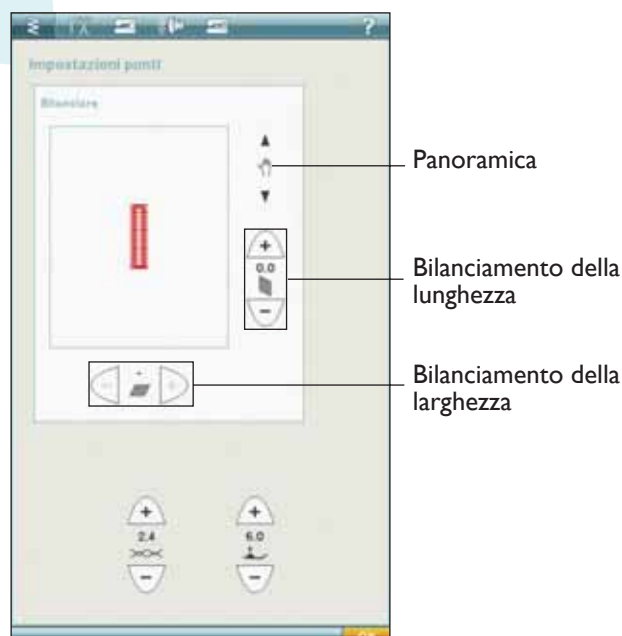 ?
Impostazioni punti
Bilanciare
Panoramica
+
0.0
−
Bilanciamento della
lunghezza
Bilanciamento della
larghezza
+
+
2.4
6.0
−
−